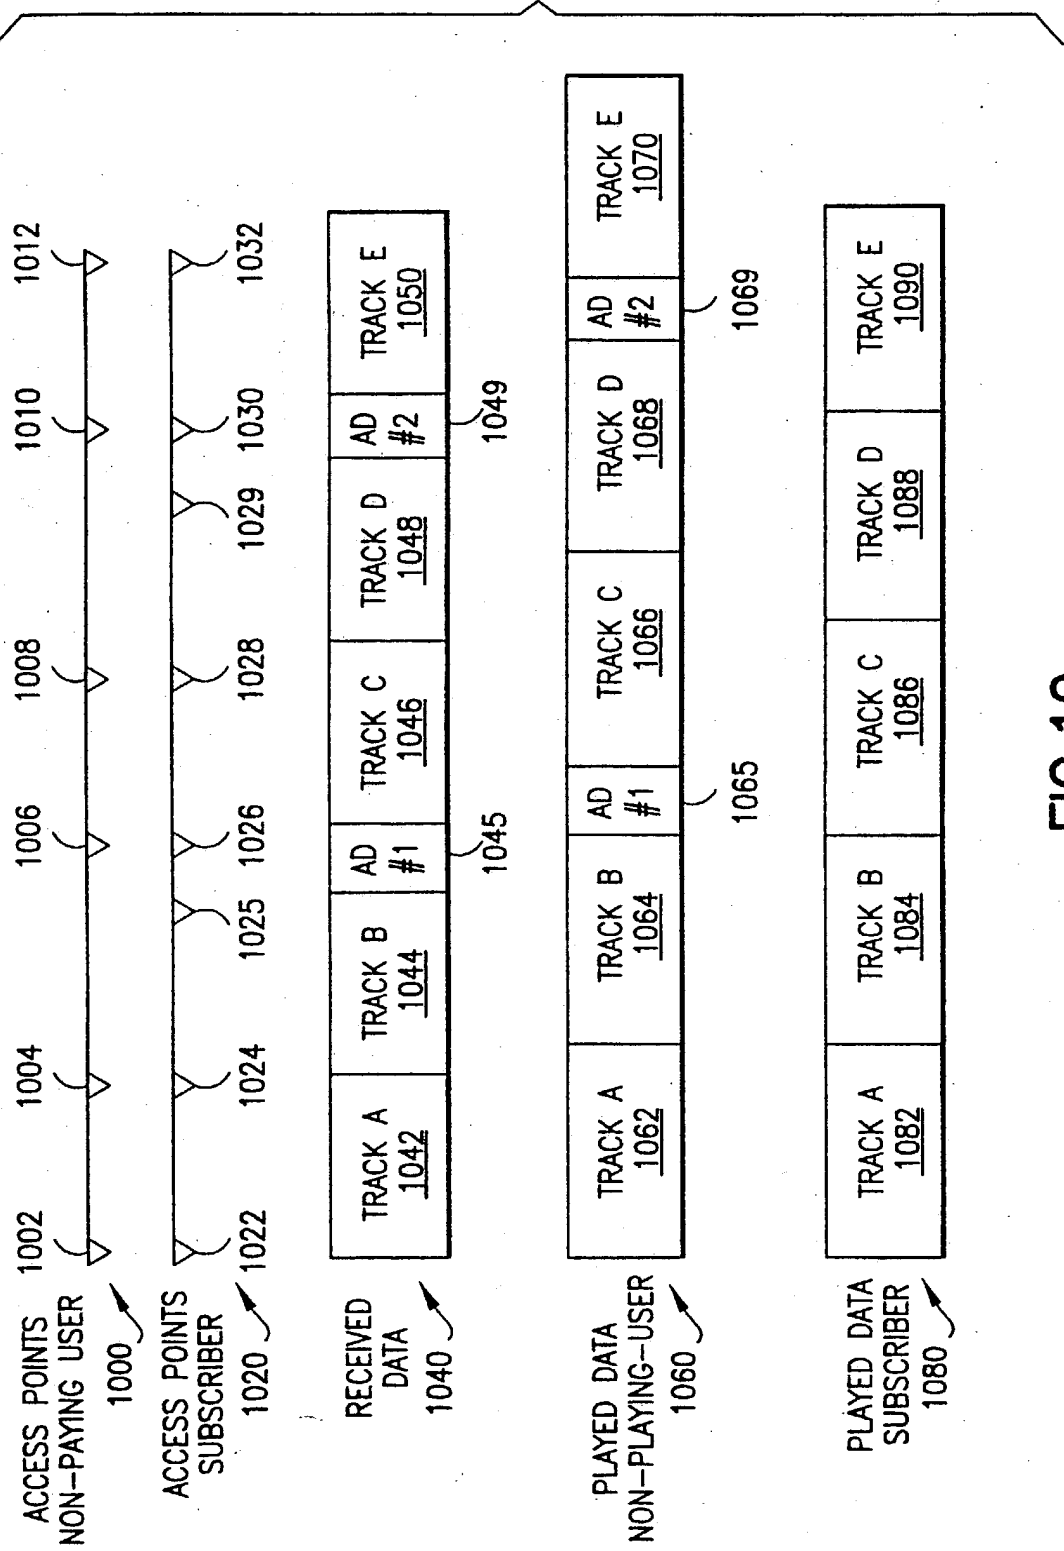 ACCESS POINTS
NON-PAYING USER
1000
1002
1004
1006
1008
1010
1012
ACCESS POINTS
SUBSCRIBER
1020
1022
1024
1025
1026
1028
1029
1030
1032
RECEIVED
DATA
1040
TRACK A
1042
TRACK B
1044
AD
#1
1045
TRACK C
1046
TRACK D
1048
AD
#2
1049
TRACK E
1050
PLAYED DATA
NON-PLAYING-USER
1060
TRACK A
1062
TRACK B
1064
AD
#1
1065
TRACK C
1066
TRACK D
1068
AD
#2
1069
TRACK E
1070
PLAYED DATA
SUBSCRIBER
1080
TRACK A
1082
TRACK B
1084
TRACK C
1086
TRACK D
1088
TRACK E
1090